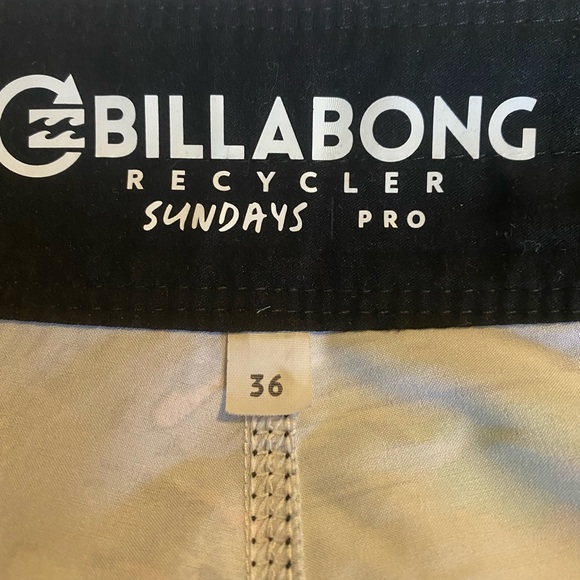 BILLABONG
RECYCLER
SUNDAYS PRO
36